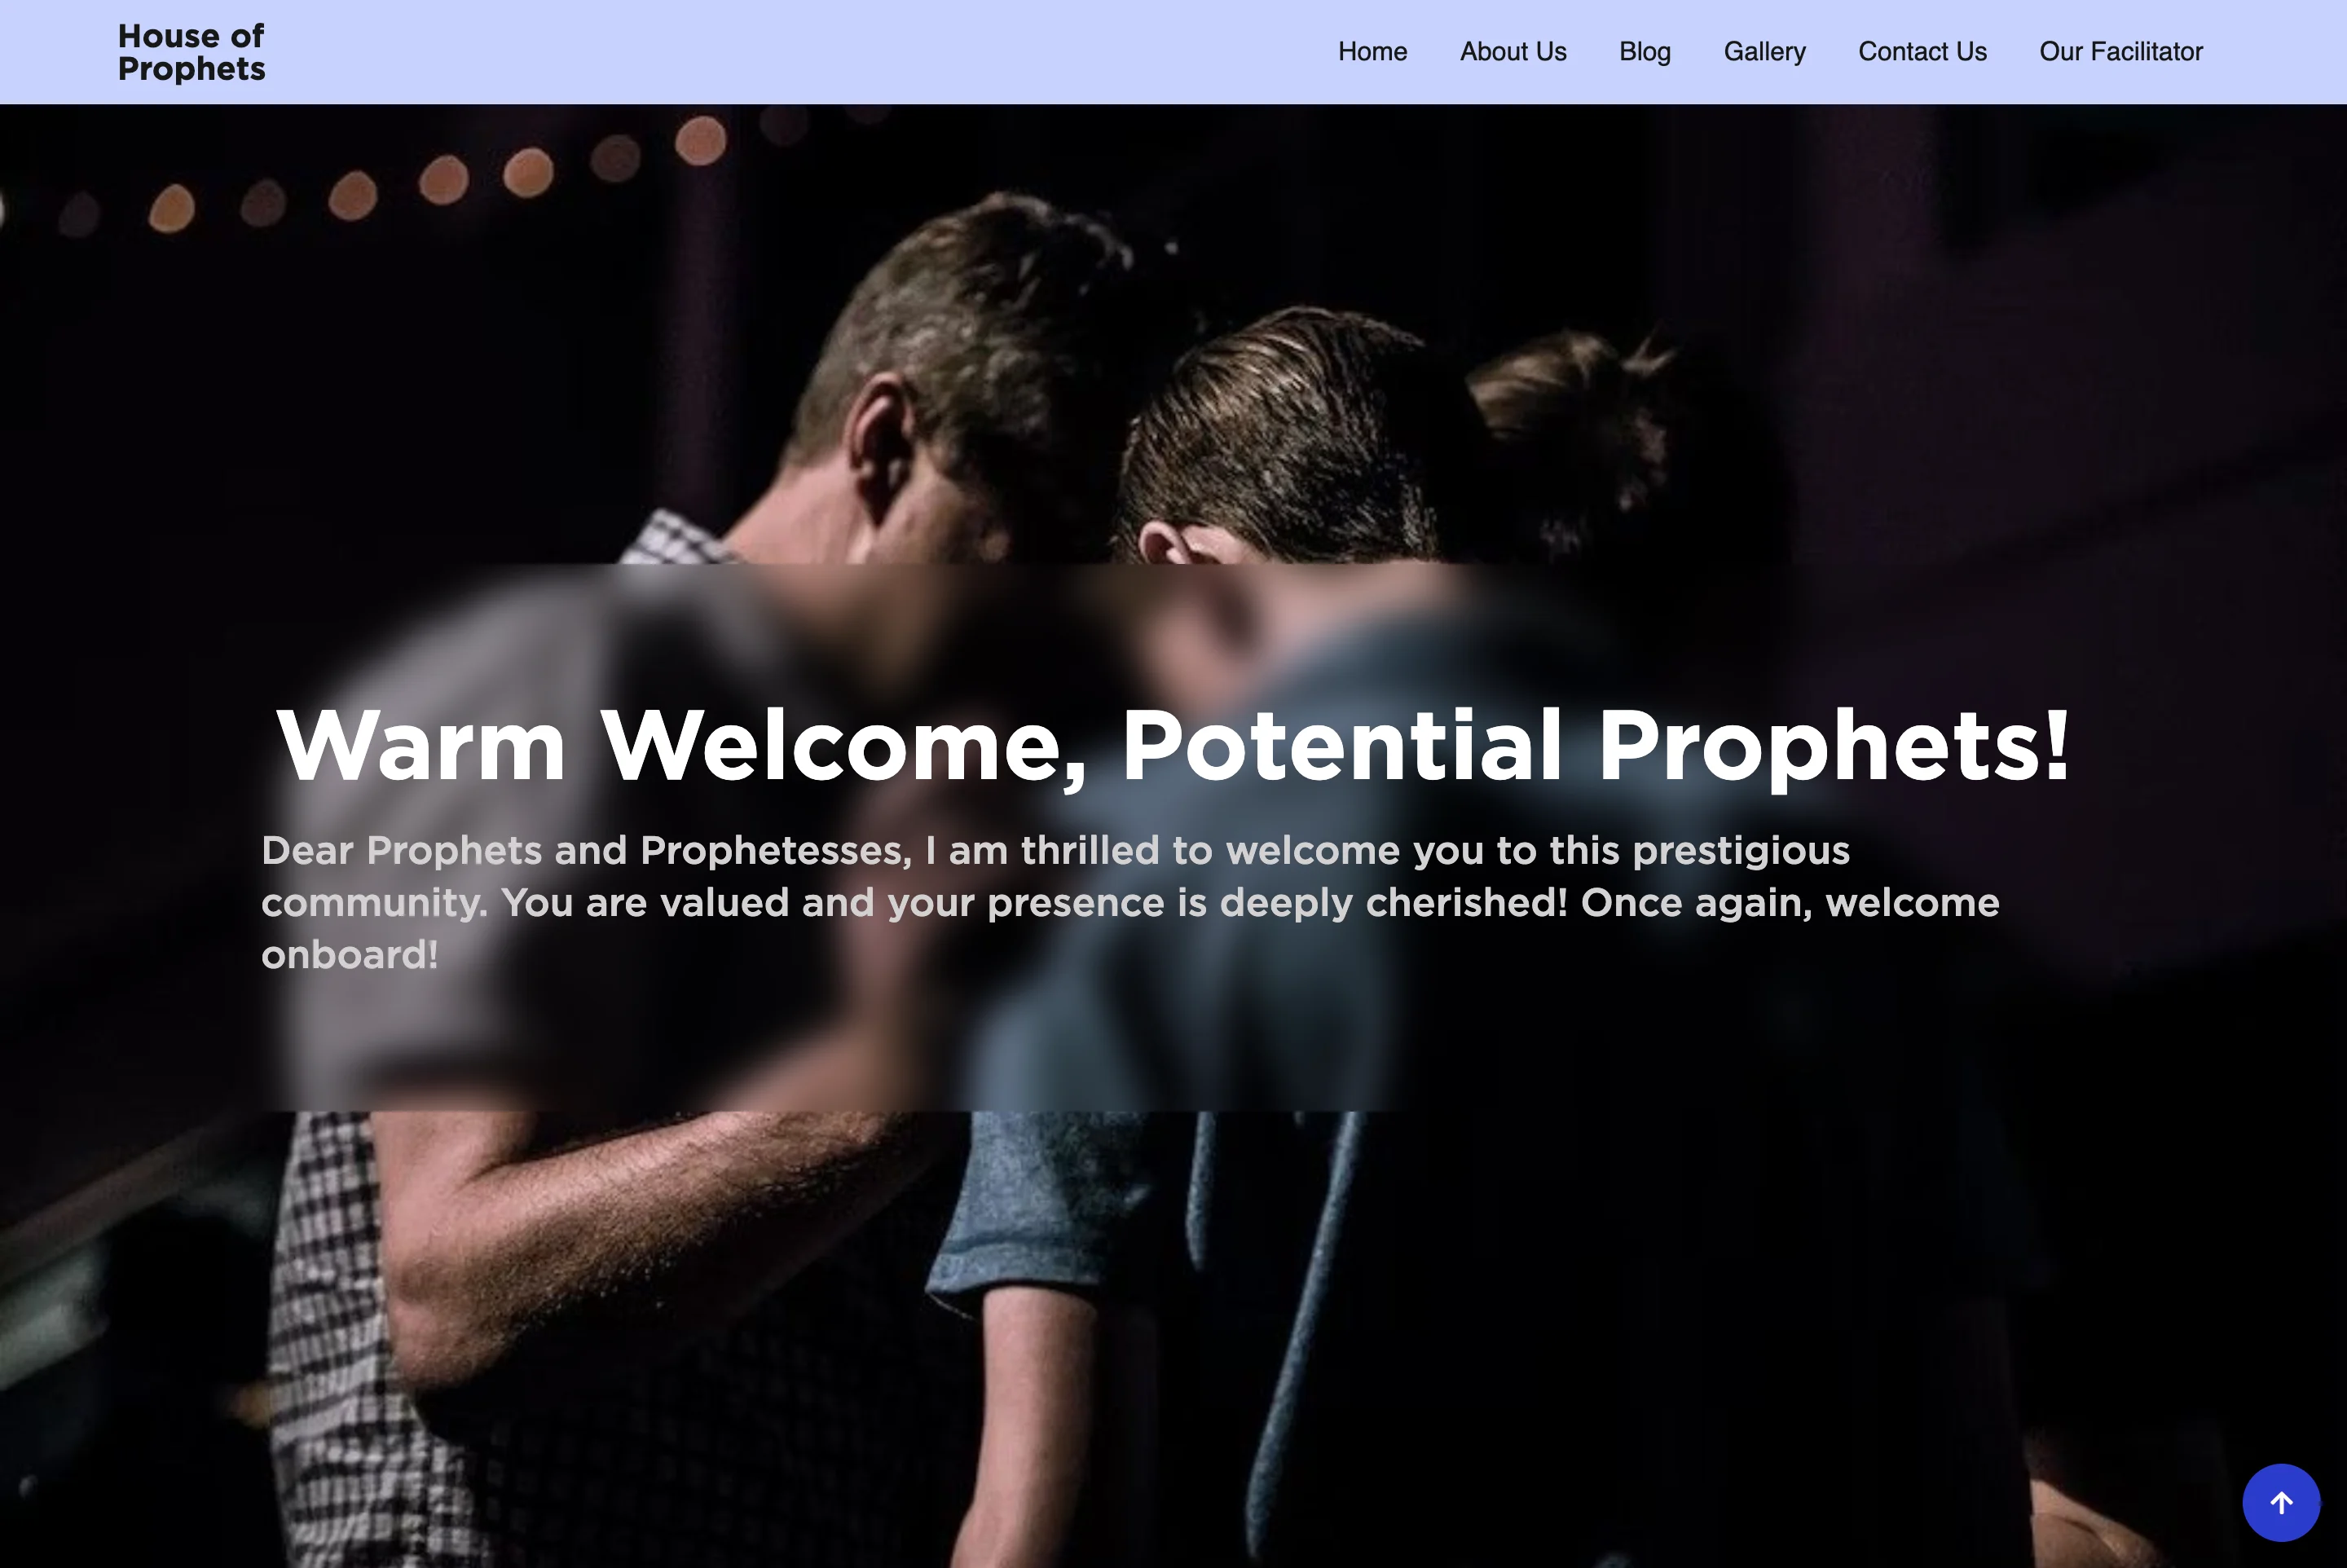 House of
Prophets
Home About Us Blog Gallery Contact Us Our Facilitator
Warm Welcome, Potential Prophets!
Dear Prophets and Prophetesses, I am thrilled to welcome you to this prestigious
community. You are valued and your presence is deeply cherished! Once again, welcome
onboard!